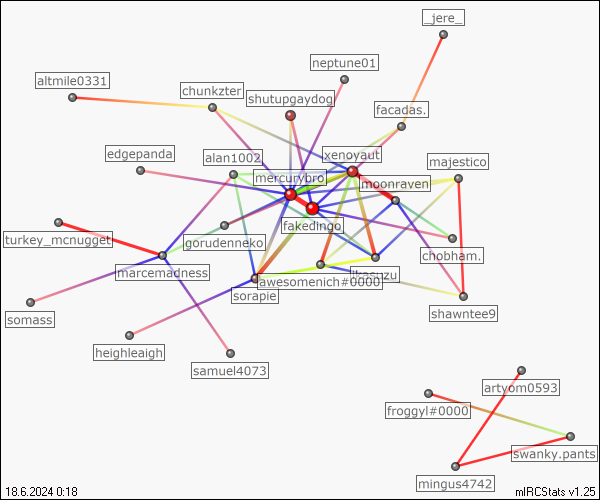 _jere_
neptune01
altmile0331
chunkzter
shutupgaydog
facadas.
edgepanda
alan1002
xenoyaut
majestico
mercurybro
moonraven
fakedingo
turkey_mcnugget
gorudenneko
chobham.
marcemadness
awesomenich#0000
sorapie
somass
shawntee9
heighleaigh
samuel4073
artyom0593
froggyl#0000
swanky.pants
mingus4742
18.6.2024 0:18
mIRCStats v1.25